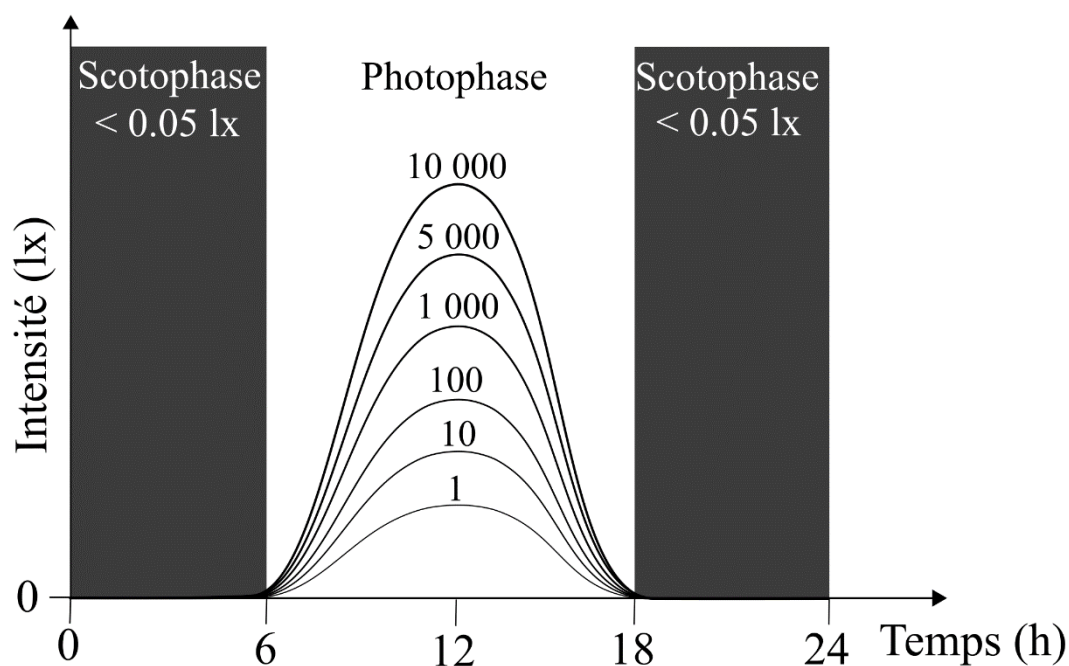 Scotophase
< 0.05 lx
Photophase
Scotophase
< 0.05 lx
10 000
5 000
1 000
100
10
1
Intensité (lx)
0
0
6
12
18
24
Temps (h)